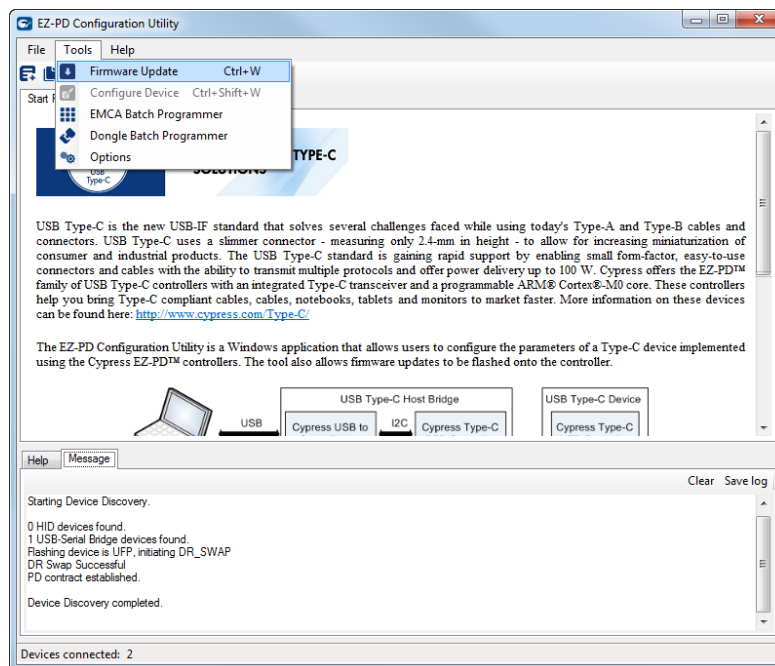 EZ-PD Configuration Utility
File Tools Help
Firmware Update Ctrl+W
Configure Device Ctrl+Shift+W
EMCA Batch Programmer
Dongle Batch Programmer
Options
Start
TYPE-C
USB
Type-C
SOLUTIONS
USB Type-C is the new USB-IF standard that solves several challenges faced while using today's Type-A and Type-B cables and
connectors. USB Type-C uses a slimmer connector - measuring only 2.4-mm in height - to allow for increasing miniaturization of
consumer and industrial products. The USB Type-C standard is gaining rapid support by enabling small form-factor, easy-to-use
connectors and cables with the ability to transmit multiple protocols and offer power delivery up to 100 W. Cypress offers the EZ-PD™
family of USB Type-C controllers with an integrated Type-C transceiver and a programmable ARM® Cortex®-M0 core. These controllers
help you bring Type-C compliant cables, cables, notebooks, tablets and monitors to market faster. More information on these devices
can be found here: http://www.cypress.com/Type-C/
The EZ-PD Configuration Utility is a Windows application that allows users to configure the parameters of a Type-C device implemented
using the Cypress EZ-PD™ controllers. The tool also allows firmware updates to be flashed onto the controller.
USB Type-C Host Bridge
USB Type-C Device
USB
Cypress USB to
I2C
Cypress Type-C
Cypress Type-C
Help Message
Clear Save log
Starting Device Discovery.
0 HID devices found.
1 USB-Serial Bridge devices found.
Flashing device is UFP, initiating DR_SWAP
DR Swap Successful
PD contract established.
Device Discovery completed.
Devices connected: 2